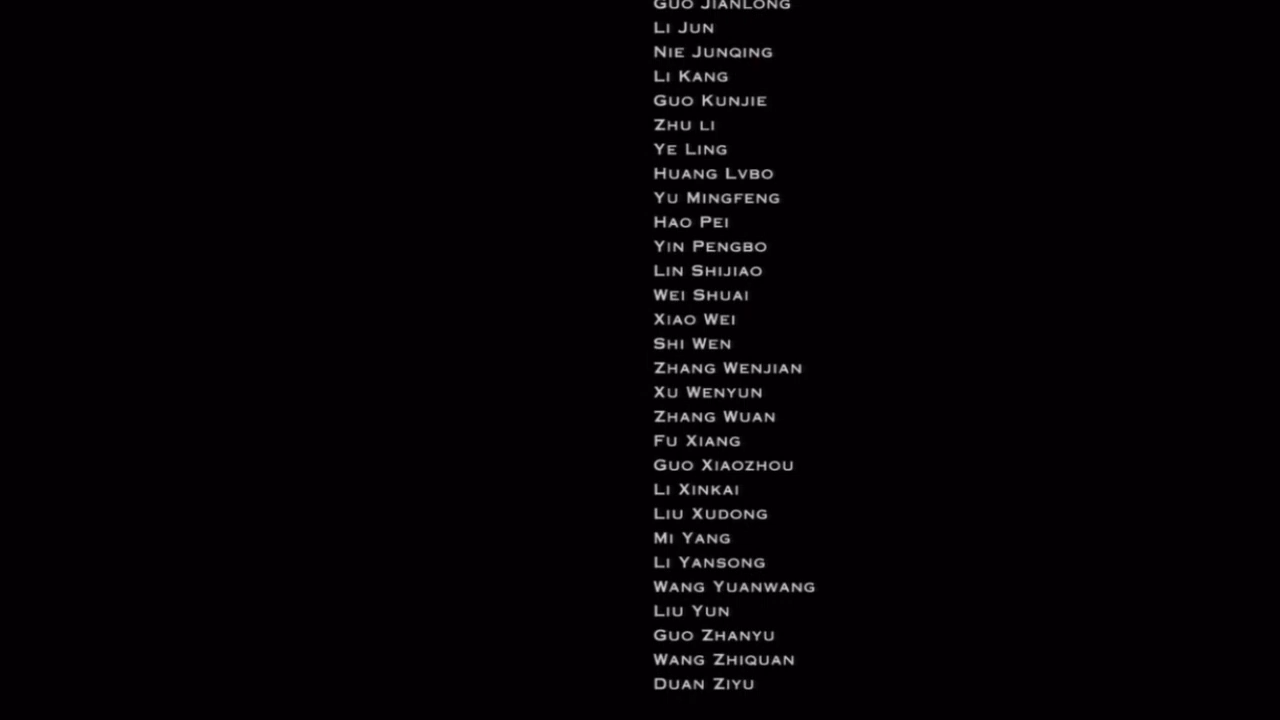 Guo Jianlong
Li Jun
Nie Junqing
Li Kang
Guo Kunjie
Zhu li
Ye Ling
Huang Lvbo
Yu Mingfeng
Hao Pei
Yin Pengbo
Lin Shijiao
Wei Shuai
Xiao Wei
Shi Wen
Zhang Wenjian
Xu Wenyun
Zhang Wuan
Fu Xiang
Guo Xiaozhou
Li Xinkai
Liu Xudong
Mi Yang
Li Yansong
Wang Yuanwang
Liu Yun
Guo Zhanyu
Wang Zhiquan
Duan Ziyu